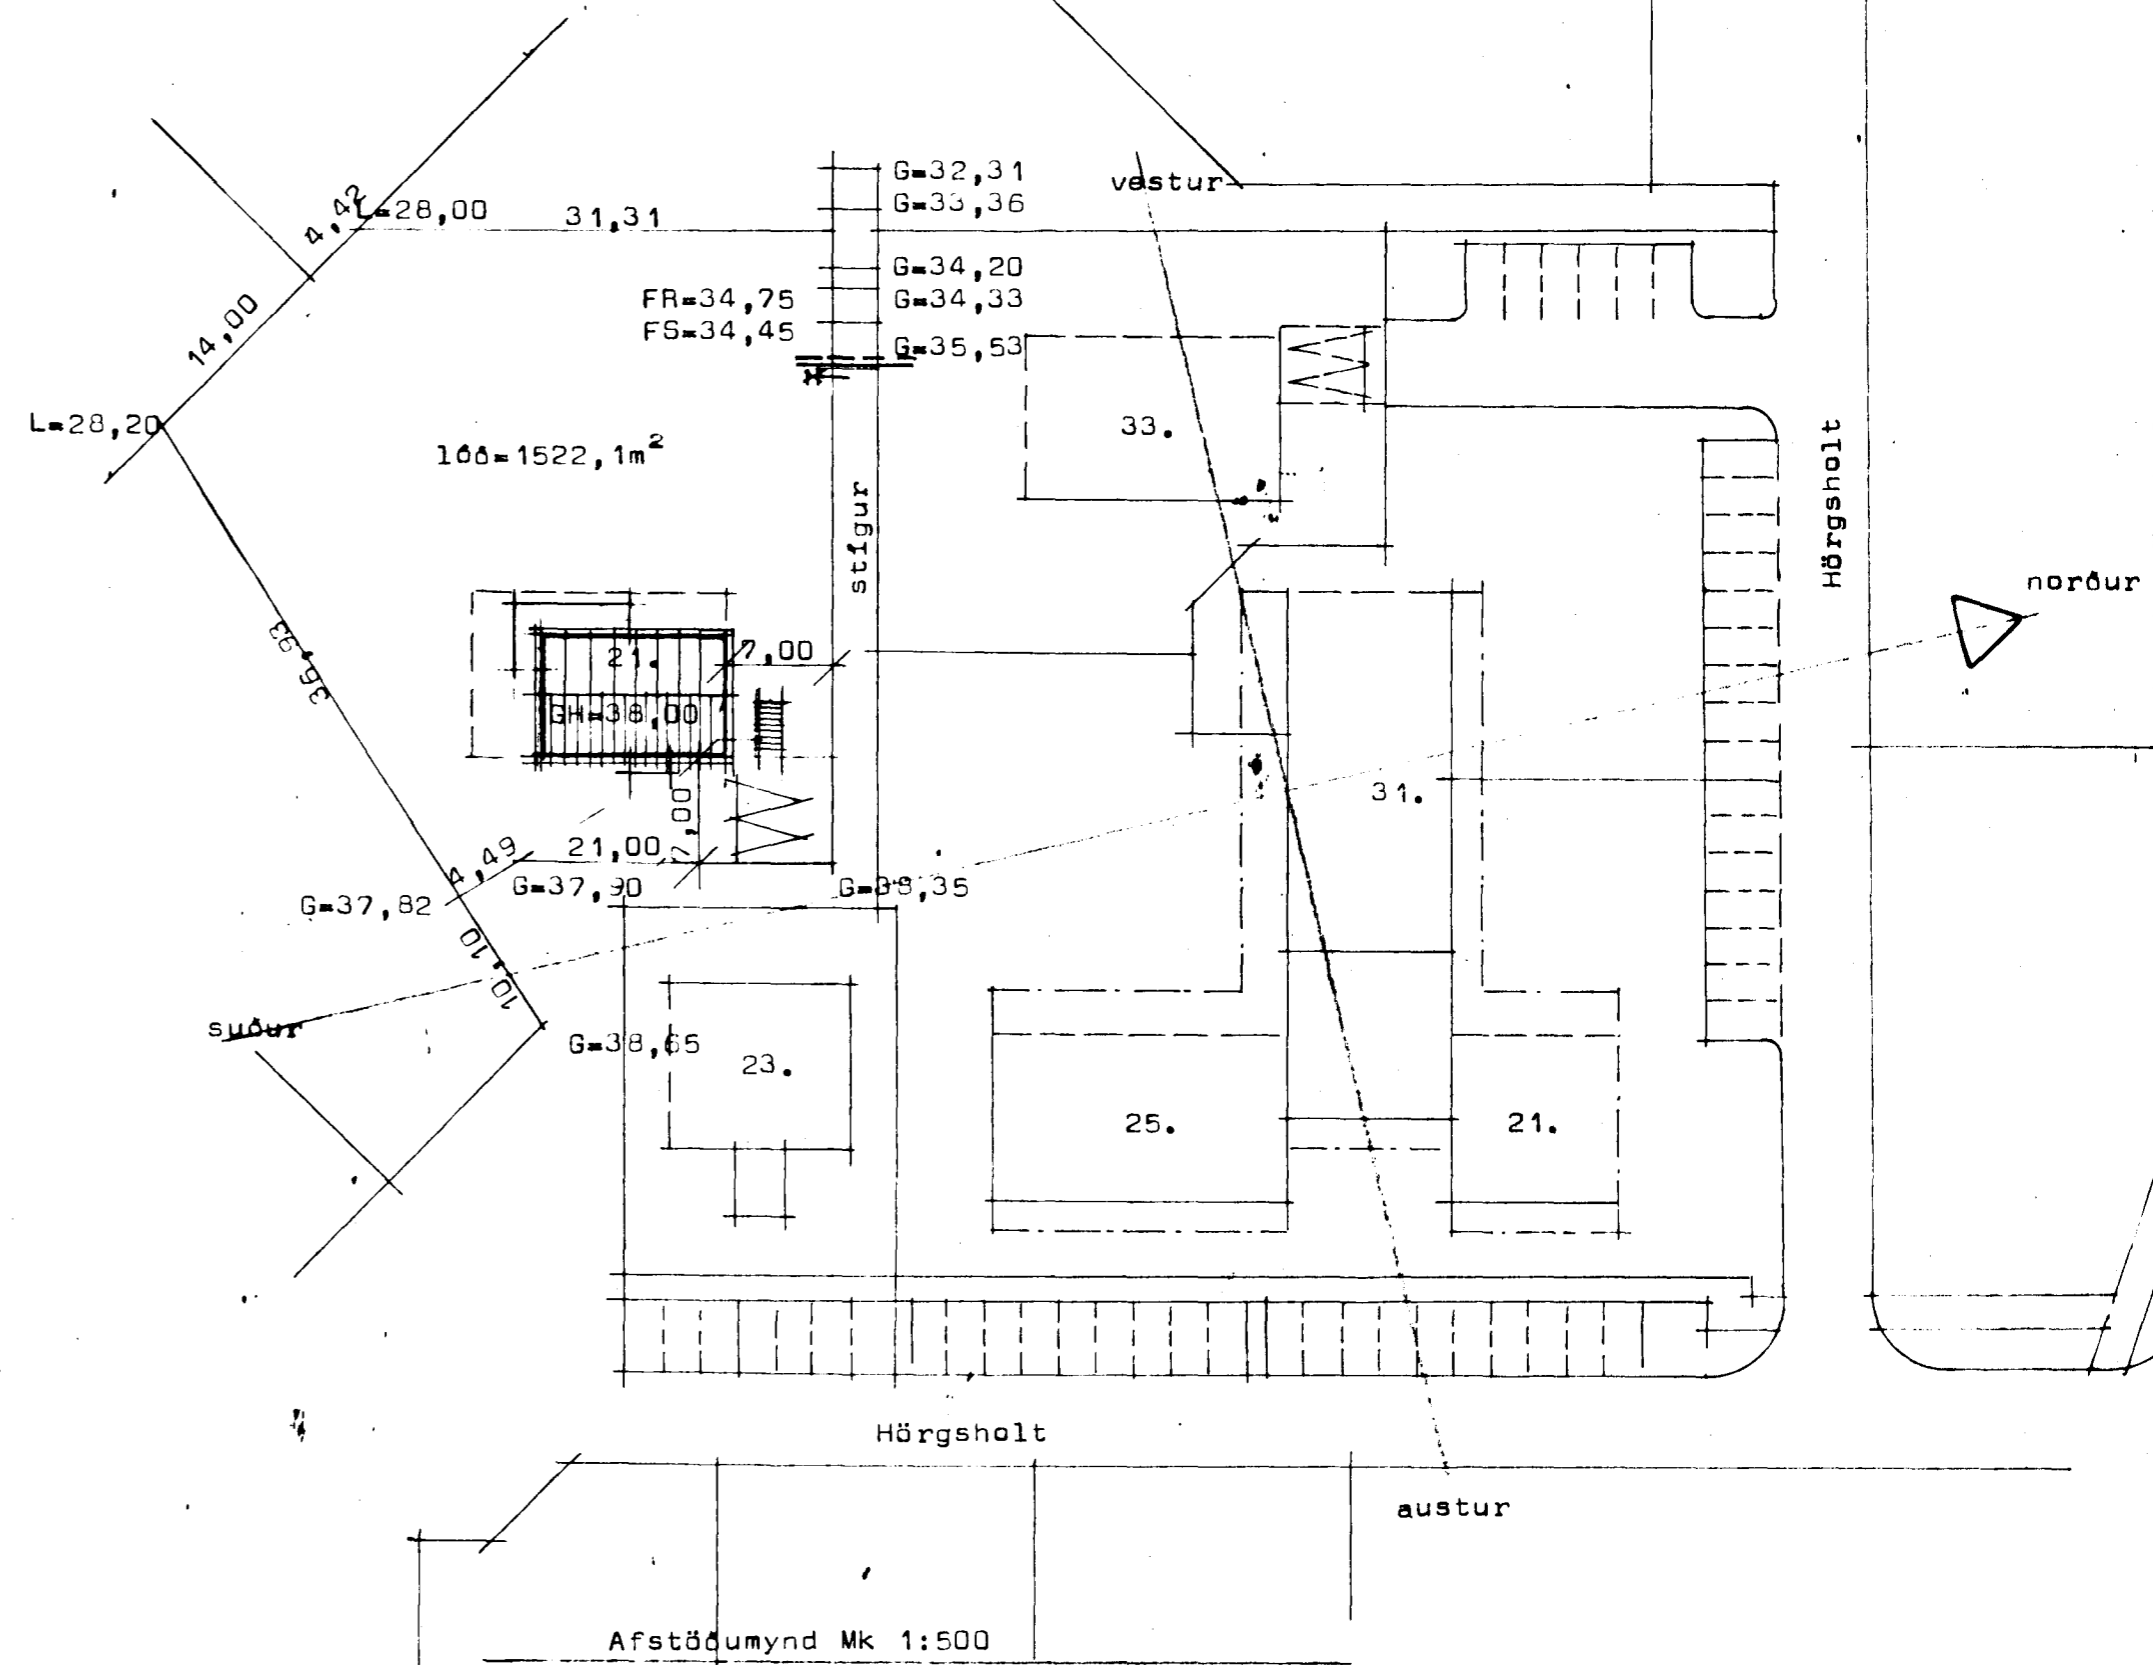 G=32,31
vestur
G=33,36
4,42
L=28,00
31,31
G=34,20
FR=34,75
G=34,33
FS=34,45
G=35,53
14,00
L=28,20
33.
lóð=1522,1m²
stígur
Hörgsholt
norður
36,93
21.
7,00
GH=38,00
31.
7,00
21,00
4,49
G=37,90
G=37,82
10,10
suður
G=38,65
23.
25.
21.
Hörgsholt
austur
Afstöðumynd Mk 1:500